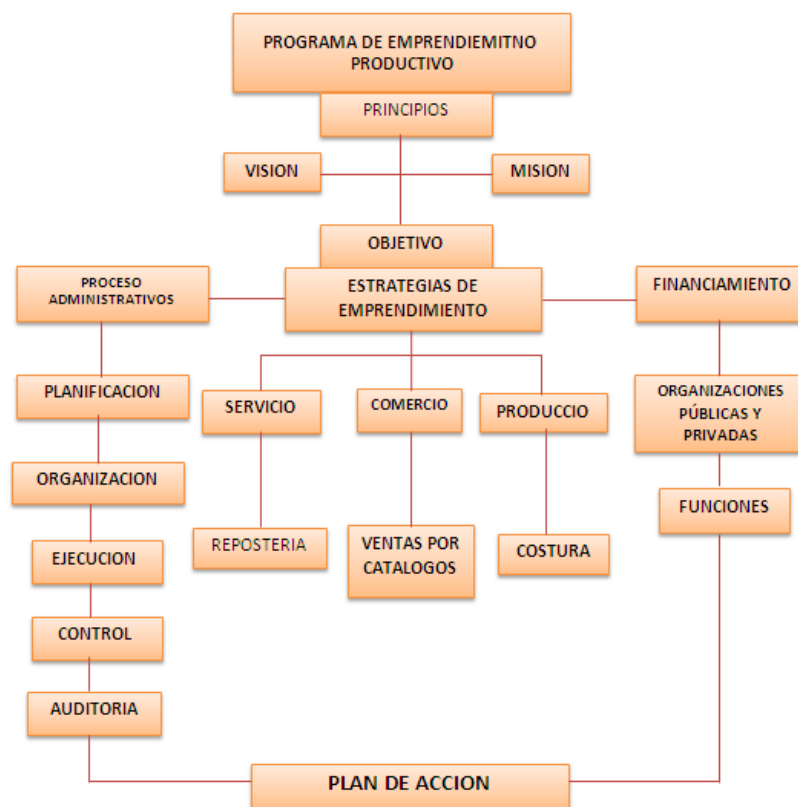 PROGRAMA DE EMPRENDIEMITNO
PRODUCTIVO
PRINCIPIOS
VISION
MISION
OBJETIVO
PROCESO
ADMINISTRATIVOS
ESTRATEGIAS DE
EMPRENDIMIENTO
FINANCIAMIENTO
PLANIFICACION
SERVICIO
COMERCIO
PRODUCCIO
ORGANIZACIONES
PÚBLICAS Y
PRIVADAS
ORGANIZACION
FUNCIONES
EJECUCION
REPOSTERIA
VENTAS POR
CATALOGOS
COSTURA
CONTROL
AUDITORIA
PLAN DE ACCION